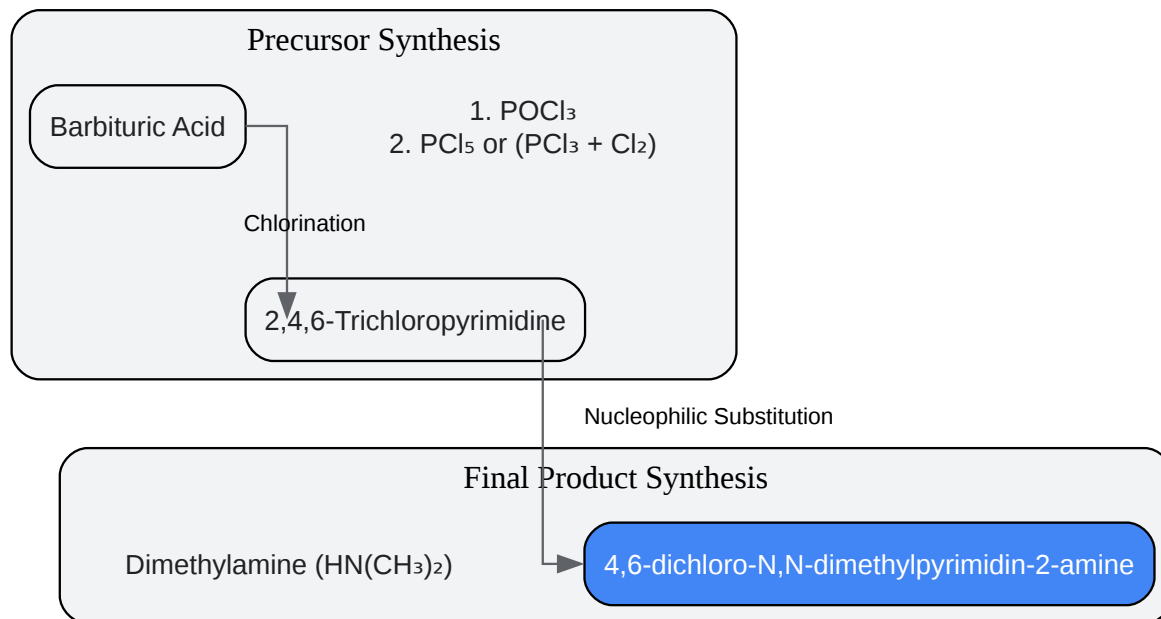 Precursor Synthesis
Barbituric Acid
1. POCl₃
2. PCl₅ or (PCl₃ + Cl₂)
Chlorination
2,4,6-Trichloropyrimidine
Nucleophilic Substitution
Final Product Synthesis
Dimethylamine (HN(CH₃)₂)
4,6-dichloro-N,N-dimethylpyrimidin-2-amine